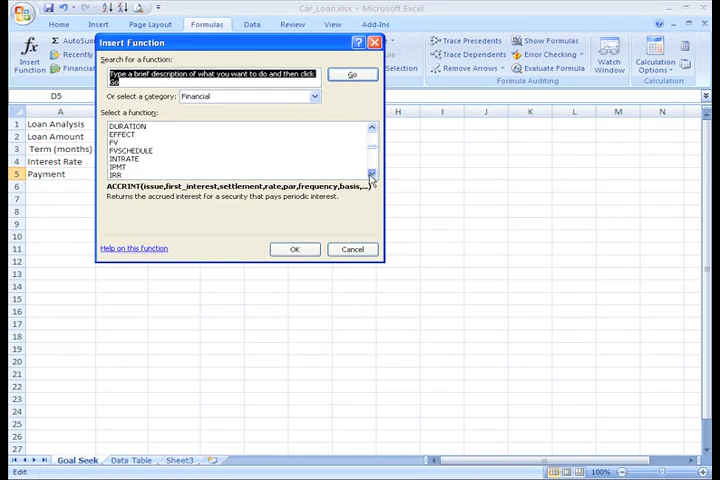 Car_Loan.xlsx - Microsoft Excel
Home Insert Page Layout Formulas Data Review View Add-Ins
fx Insert Function
AutoSum
Financial
Trace Precedents Show Formulas
Trace Dependents Error Checking
Remove Arrows Evaluate Formula
Watch Window
Calculation Options
Calculation
Insert Function
Search for a function:
Type a brief description of what you want to do and then click Go
Go
Or select a category: Financial
Select a function:
DURATION
EFFECT
FV
FVSCHEDULE
INTRATE
IPMT
IRR
ACCRINT(issue,first_interest,settlement,rate,par,frequency,basis,...)
Returns the accrued interest for a security that pays periodic interest.
Help on this function
OK Cancel
D5
A H I J K L M N
1 Loan Analysis
2 Loan Amount
3 Term (months)
4 Interest Rate
5 Payment
6
7
8
9
10
11
12
13
14
15
16
17
18
19
20
21
22
23
24
25
26
27
Goal Seek Data Table Sheet3
Edit
100%